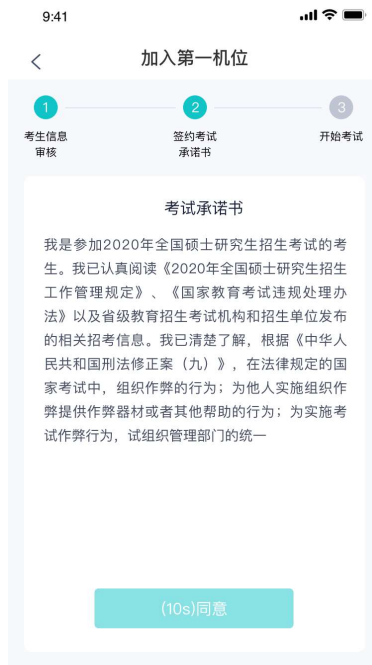 9:41
加入第一机位
1
2
3
考生信息
审核
签约考试
承诺书
开始考试
考试承诺书
我是参加2020年全国硕士研究生招生考试的考
生。我已认真阅读《2020年全国硕士研究生招生
工作管理规定》、《国家教育考试违规处理办
法》以及省级教育招生考试机构和招生单位发布
的相关招考信息。我已清楚了解，根据《中华人
民共和国刑法修正案（九）》，在法律规定的国
家考试中，组织作弊的行为；为他人实施组织作
弊提供作弊器材或者其他帮助的行为；为实施考
试作弊行为，试组织管理部门的统一
(10s)同意